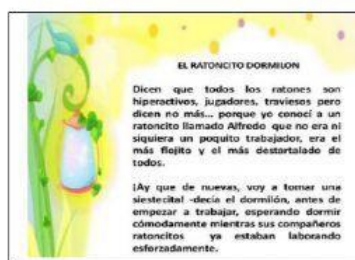 EL RATONCITO DORMILON
Dicen que todos los ratones son
hiperactivos, jugadores, traviesos pero
dicen no más... porque yo conocí a un
ratoncito llamado Alfredo que no era ni
siquiera un poquito trabajador, era el
más flojito y el más destartalado de
todos.
¡Ay que de nuevas, voy a tomar una
siestecita! -decía el dormilón, antes de
empezar a trabajar, esperando dormir
cómodamente mientras sus compañeros
ratoncitos ya estaban laborando
esforzadamente.